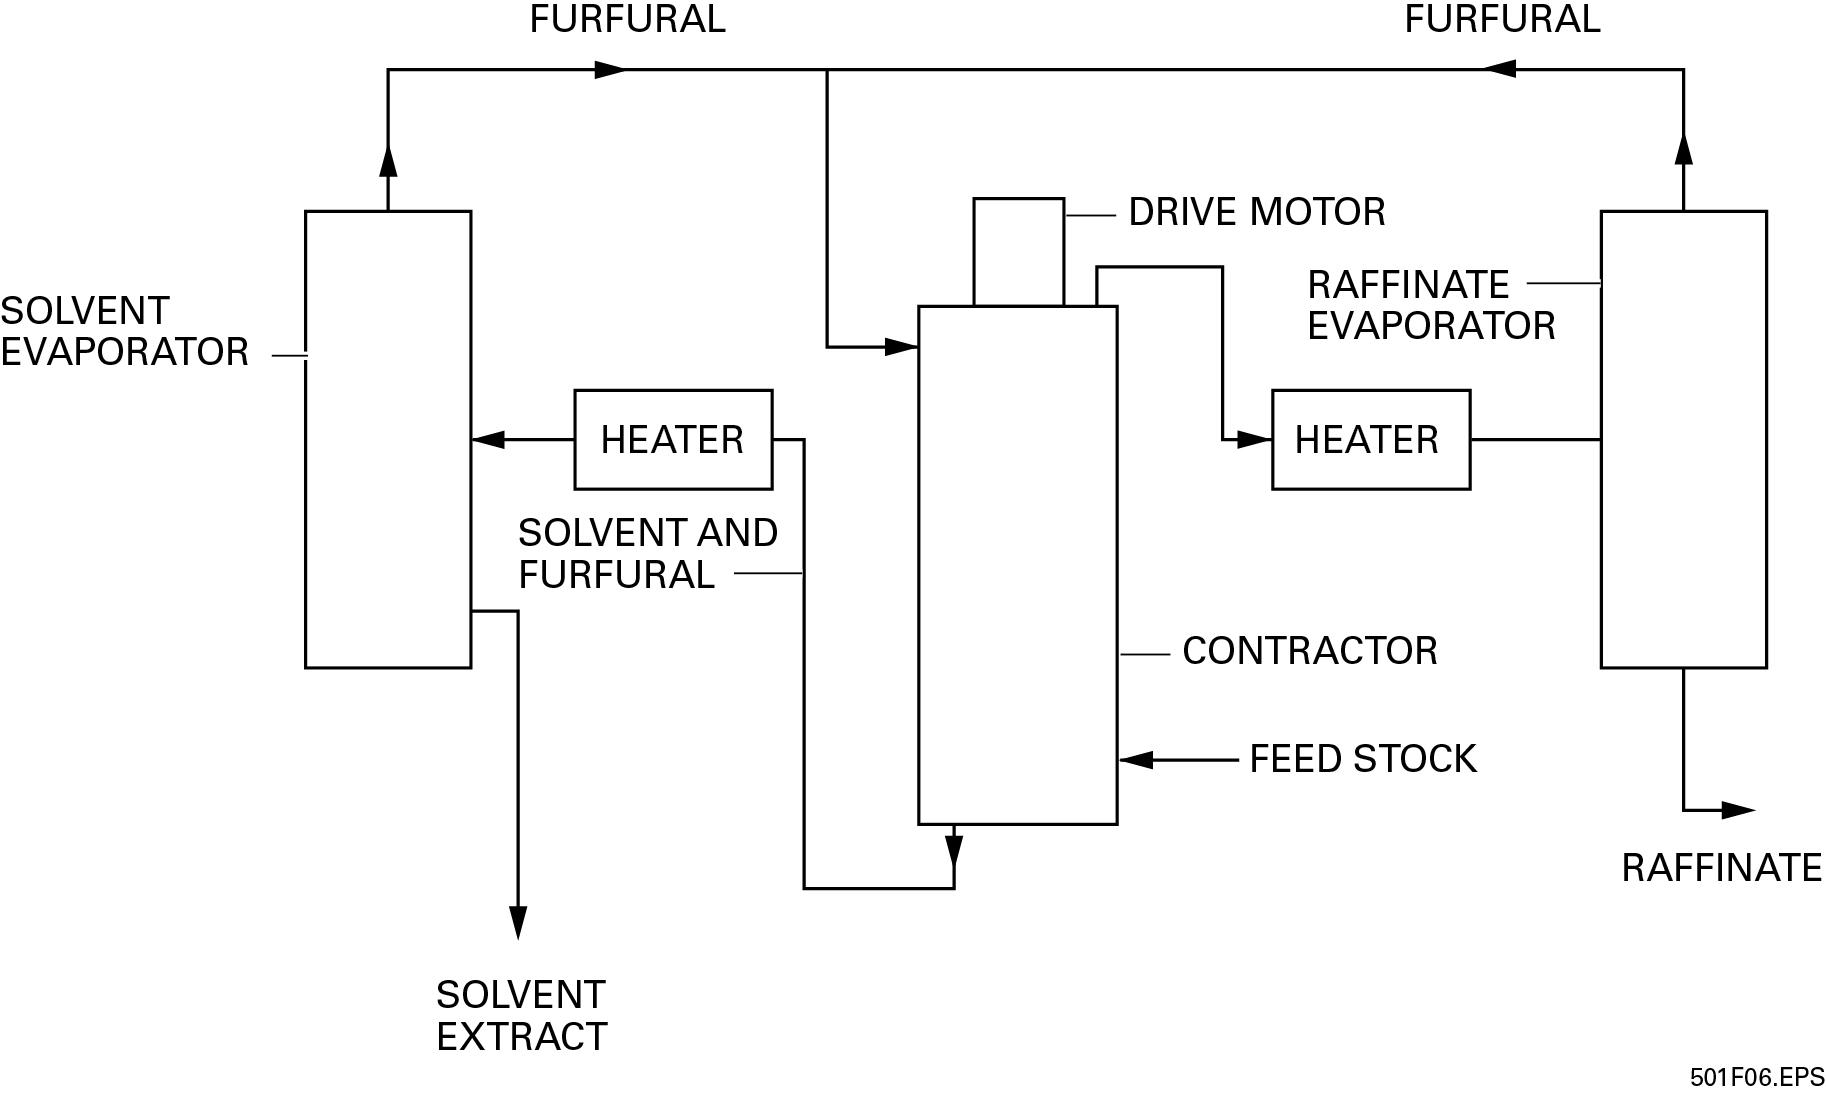 FURFURAL
FURFURAL
DRIVE MOTOR
RAFFINATE
EVAPORATOR
SOLVENT
EVAPORATOR
HEATER
HEATER
SOLVENT AND
FURFURAL
CONTRACTOR
FEED STOCK
RAFFINATE
SOLVENT
EXTRACT
501F06.EPS